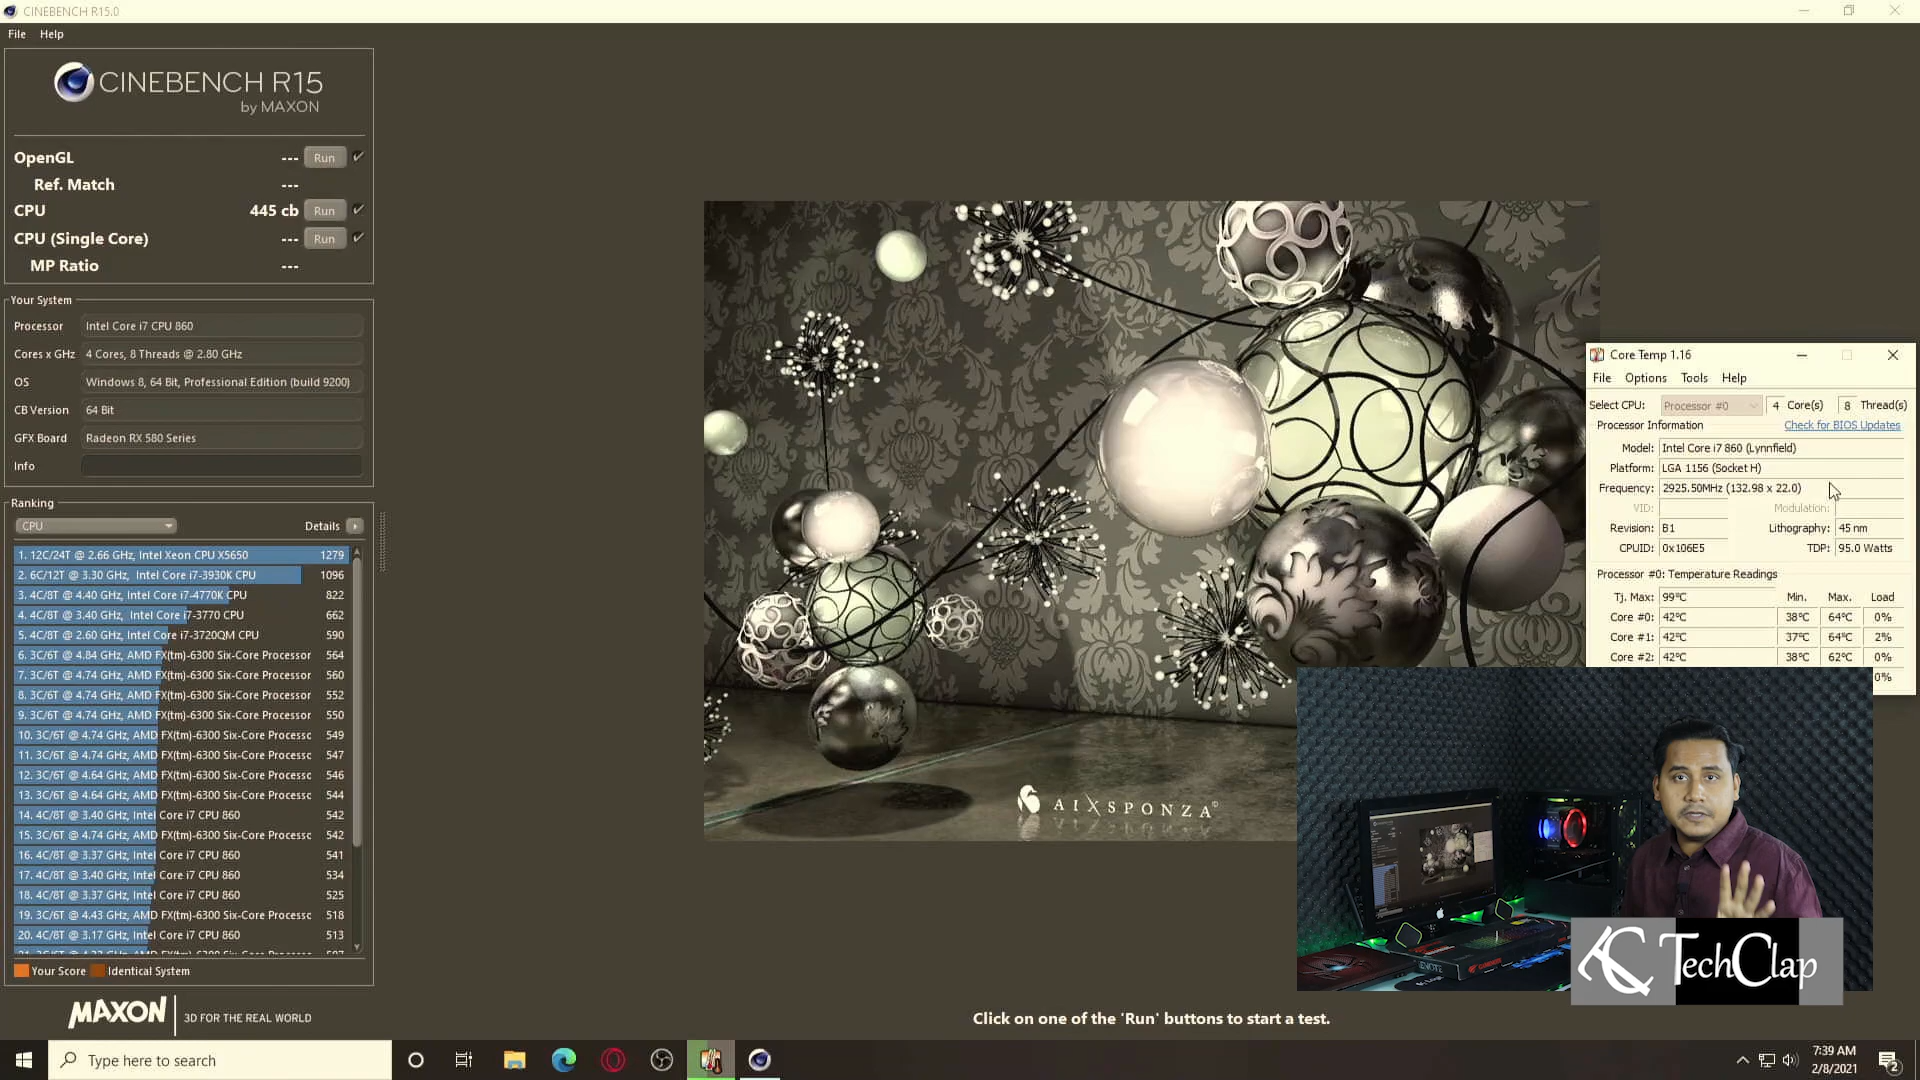 CINEBENCH R15.0
File Help
CINEBENCH R15
by MAXON
OpenGL --- Run
Ref. Match ---
CPU 445 cb Run
CPU (Single Core) --- Run
MP Ratio ---
Your System
Processor Intel Core i7 CPU 860
Cores x GHz 4 Cores, 8 Threads @ 2.80 GHz
OS Windows 8, 64 Bit, Professional Edition (build 9200)
CB Version 64 Bit
GFX Board Radeon RX 580 Series
Info
Ranking
CPU Details
1. 12C/24T @ 2.66 GHz, Intel Xeon CPU X5650 1279
2. 6C/12T @ 3.30 GHz, Intel Core i7-3930K CPU 1096
3. 4C/8T @ 4.40 GHz, Intel Core i7-4770K CPU 822
4. 4C/8T @ 3.40 GHz, Intel Core i7-3770 CPU 662
5. 4C/8T @ 2.60 GHz, Intel Core i7-3720QM CPU 590
6. 3C/6T @ 4.84 GHz, AMD FX(tm)-6300 Six-Core Processor 564
7. 3C/6T @ 4.74 GHz, AMD FX(tm)-6300 Six-Core Processor 560
8. 3C/6T @ 4.74 GHz, AMD FX(tm)-6300 Six-Core Processor 552
9. 3C/6T @ 4.74 GHz, AMD FX(tm)-6300 Six-Core Processor 550
10. 3C/6T @ 4.74 GHz, AMD FX(tm)-6300 Six-Core Processc 549
11. 3C/6T @ 4.74 GHz, AMD FX(tm)-6300 Six-Core Processc 547
12. 3C/6T @ 4.64 GHz, AMD FX(tm)-6300 Six-Core Processc 546
13. 3C/6T @ 4.64 GHz, AMD FX(tm)-6300 Six-Core Processc 544
14. 4C/8T @ 3.40 GHz, Intel Core i7 CPU 860 542
15. 3C/6T @ 4.74 GHz, AMD FX(tm)-6300 Six-Core Processc 542
16. 4C/8T @ 3.37 GHz, Intel Core i7 CPU 860 541
17. 4C/8T @ 3.40 GHz, Intel Core i7 CPU 860 534
18. 4C/8T @ 3.37 GHz, Intel Core i7 CPU 860 525
19. 3C/6T @ 4.43 GHz, AMD FX(tm)-6300 Six-Core Processc 518
20. 4C/8T @ 3.17 GHz, Intel Core i7 CPU 860 513
Your Score Identical System
MAXON 3D FOR THE REAL WORLD
AIXSPONZA
Click on one of the 'Run' buttons to start a test.
Core Temp 1.16
File Options Tools Help
Select CPU: Processor #0 4 Core(s) 8 Thread(s)
Processor Information Check for BIOS Updates
Model: Intel Core i7 860 (Lynnfield)
Platform: LGA 1156 (Socket H)
Frequency: 2925.50MHz (132.98 x 22.0)
VID: Modulation:
Revision: B1 Lithography: 45 nm
CPUID: 0x106E5 TDP: 95.0 Watts
Processor #0: Temperature Readings
Tj. Max: 99°C Min. Max. Load
Core #0: 42°C 38°C 64°C 0%
Core #1: 42°C 37°C 64°C 2%
Core #2: 42°C 38°C 62°C 0%
0%
TechClap
Type here to search
7:39 AM
2/8/2021
2